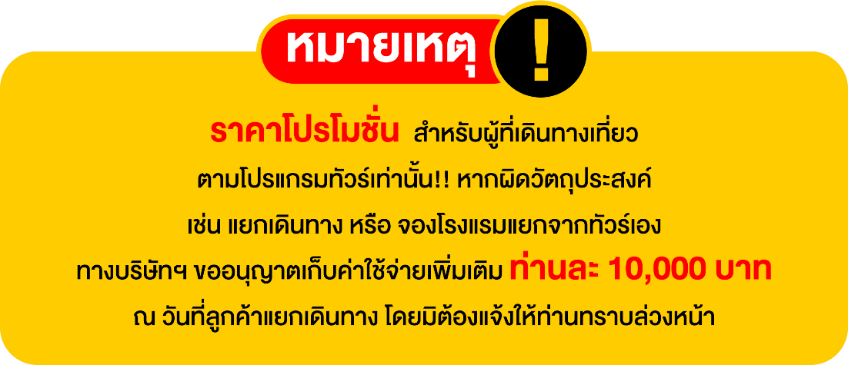 หมายเหตุ !
ราคาโปรโมชั่น สำหรับผู้ที่เดินทางเที่ยว
ตามโปรแกรมทัวร์เท่านั้น!! หากผิดวัตถุประสงค์
เช่น แยกเดินทาง หรือ จองโรงแรมแยกจากทัวร์เอง
ทางบริษัทฯ ขออนุญาตเก็บค่าใช้จ่ายเพิ่มเติม ท่านละ 10,000 บาท
ณ วันที่ลูกค้าแยกเดินทาง โดยมิต้องแจ้งให้ท่านทราบล่วงหน้า